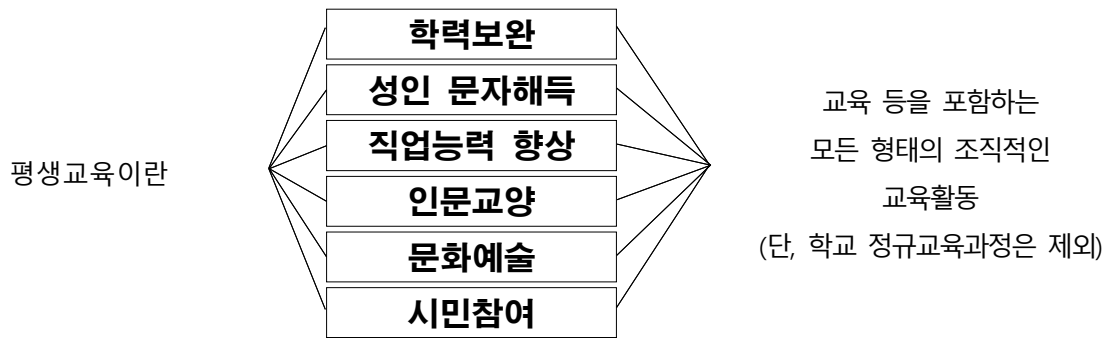 평생교육이란
학력보완
성인 문자해득
직업능력 향상
인문교양
문화예술
시민참여
교육 등을 포함하는
모든 형태의 조직적인
교육활동
(단, 학교 정규교육과정은 제외)